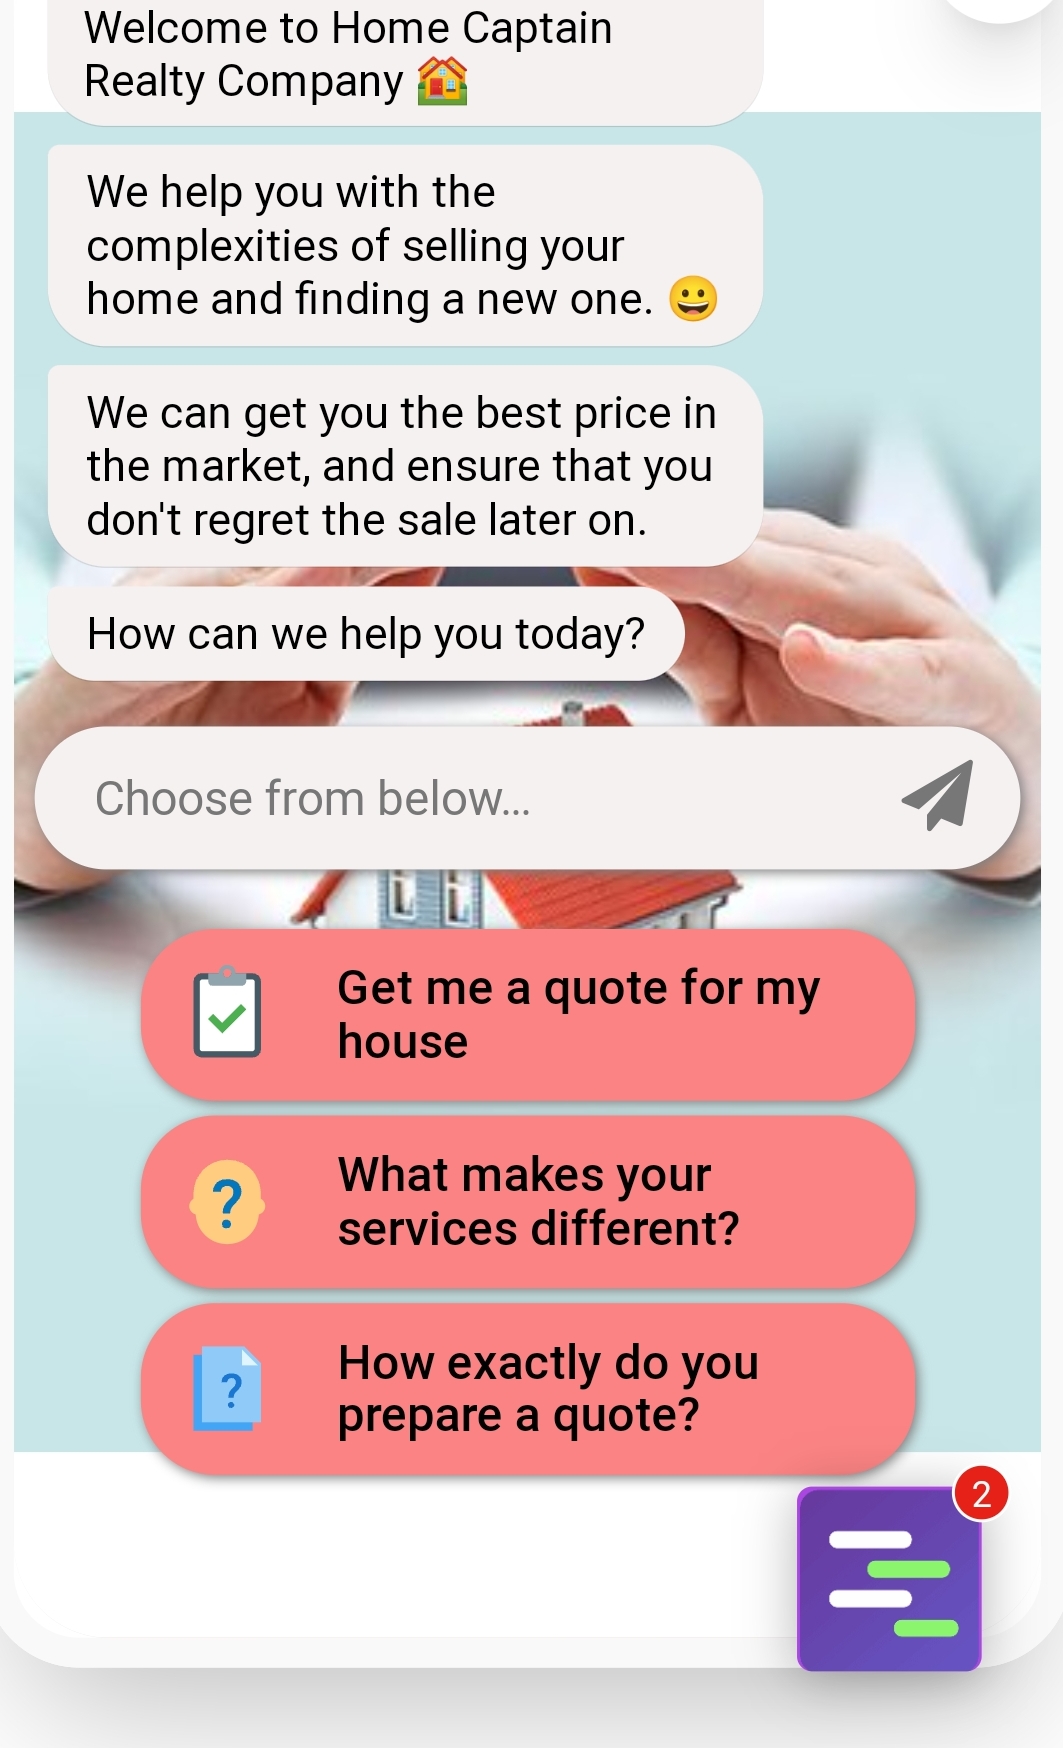 Welcome to Home Captain
Realty Company 🏠
We help you with the
complexities of selling your
home and finding a new one. 😀
We can get you the best price in
the market, and ensure that you
don't regret the sale later on.
How can we help you today?
Choose from below...
Get me a quote for my
house
?
What makes your
services different?
?
How exactly do you
prepare a quote?
2